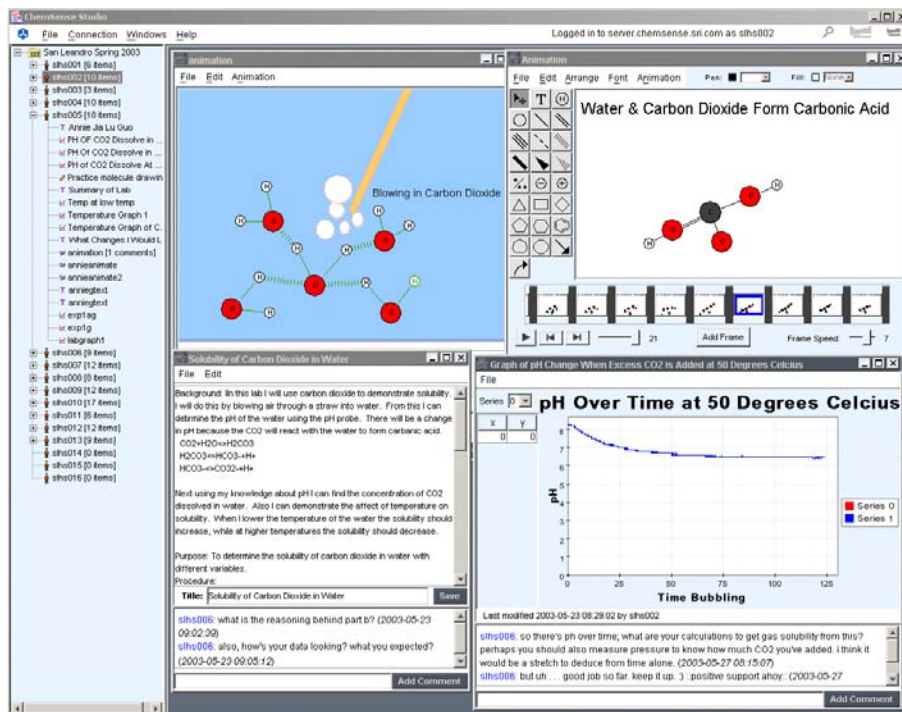 ChemSense Studio
File Connection Windows Help
Logged in to server.chemsense.sri.com as slhs002
San Leandro Spring 2003
slhs001 [6 items]
slhs002 [10 items]
slhs003 [3 items]
slhs004 [10 items]
slhs005 [18 items]
Annie Jia Lu Guo
PH OF CO2 Dissolve in ...
PH Of CO2 Dissolve in ...
PH of CO2 Dissolve At ...
Practice molecule drawin
Summary of Lab
Temp at low temp
Temperature Graph 1
Temperature Graph of C...
What Changes I Would L
animation [1 comments]
annieanimate
annieanimate2
anniegtext
anniegtext
exp1ag
exp1g
labgraph1
slhs006 [9 items]
slhs007 [12 items]
slhs008 [8 items]
slhs009 [12 items]
slhs010 [17 items]
slhs011 [6 items]
slhs012 [12 items]
slhs013 [9 items]
slhs014 [0 items]
slhs015 [0 items]
slhs016 [0 items]
animation
File Edit Animation
Blowing in Carbon Dioxide
H
H
H
H
H
H
H
H
H
H
Animation
File Edit Arrange Font Animation Pen: Fill: None
T H
Water & Carbon Dioxide Form Carbonic Acid
H
H
21 Add Frame Frame Speed: 7
Solubility of Carbon Dioxide in Water
File Edit
Background: IIn this lab I will use carbon dioxide to demonstrate solubility.
I will do this by blowing air through a straw into water. From this I can
detirmine the pH of the water using the pH probe. There will be a change
in pH because the CO2 will react with the water to form carbanic acid.
CO2+H2O<=>H2CO3
H2CO3<=>HCO3-+H+
HCO3-<=>CO32-+H+
Next using my knowledge about pH I can find the concentration of CO2
dissolved in water. Also I can demonstrate the affect of temperature on
solubility. When I lower the temperature of the water the solubility should
increase, while at higher temperatures the solubility should decrease.
Purpose: To determine the solubility of carbon dioxide in water with
different variables.
Procedure:
Title: Solubility of Carbon Dioxide in Water Save
slhs006: what is the reasoning behind part b? (2003-05-23
09:02:39)
slhs006: also, how's your data looking? what you expected?
(2003-05-23 09:05:12)
Add Comment
Graph of pH Change When Excess CO2 is Added at 50 Degrees Celcius
File
Series 0
x y
0 0
pH Over Time at 50 Degrees Celcius
pH
8
7
6
5
4
3
2
1
0
0 25 50 75 100 125
Time Bubbling
Series 0
Series 1
Last modified 2003-05-23 08:29:02 by slhs002
slhs006: so there's ph over time; what are your calculations to get gas solubility from this?
perhaps you should also measure pressure to know how much CO2 you've added. i think it
would be a stretch to deduce from time alone. (2003-05-27 08:15:07)
slhs006: but uh . . . good job so far. keep it up. :) ::positive support ahoy:: (2003-05-27
Add Comment